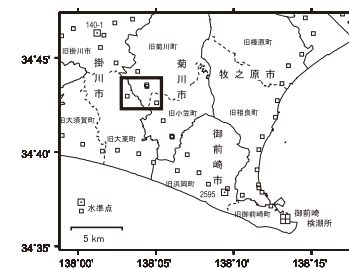 140-1
旧掛川市
掛川市
旧菊川町
菊川市
旧榛原町
牧之原市
旧大須賀町
旧大東町
旧小笠町
旧相良町
御前崎市
旧浜岡町
2595
旧御前崎町
御前崎
検潮所
水準点
5 km
34°45'
34°40'
34°35'
138°00'
138°05'
138°10'
138°15'